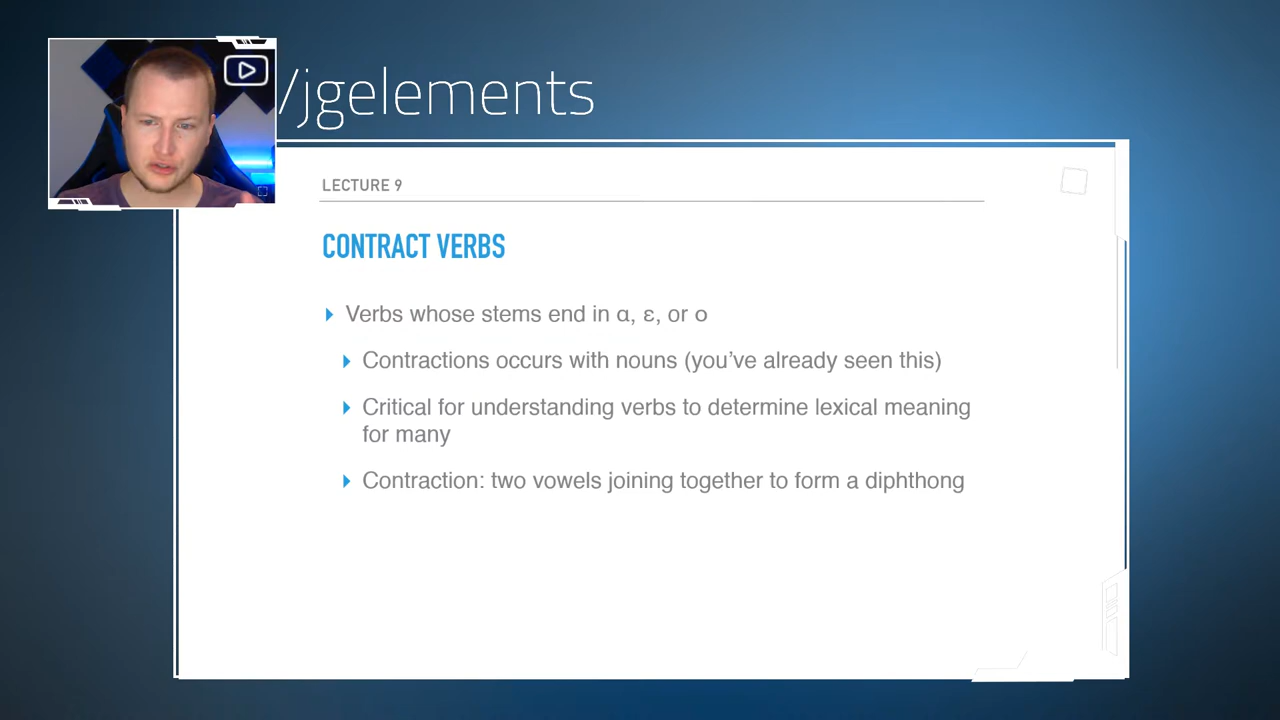 /jgelements
LECTURE 9
CONTRACT VERBS
Verbs whose stems end in α, ε, or ο
Contractions occurs with nouns (you've already seen this)
Critical for understanding verbs to determine lexical meaning
for many
Contraction: two vowels joining together to form a diphthong